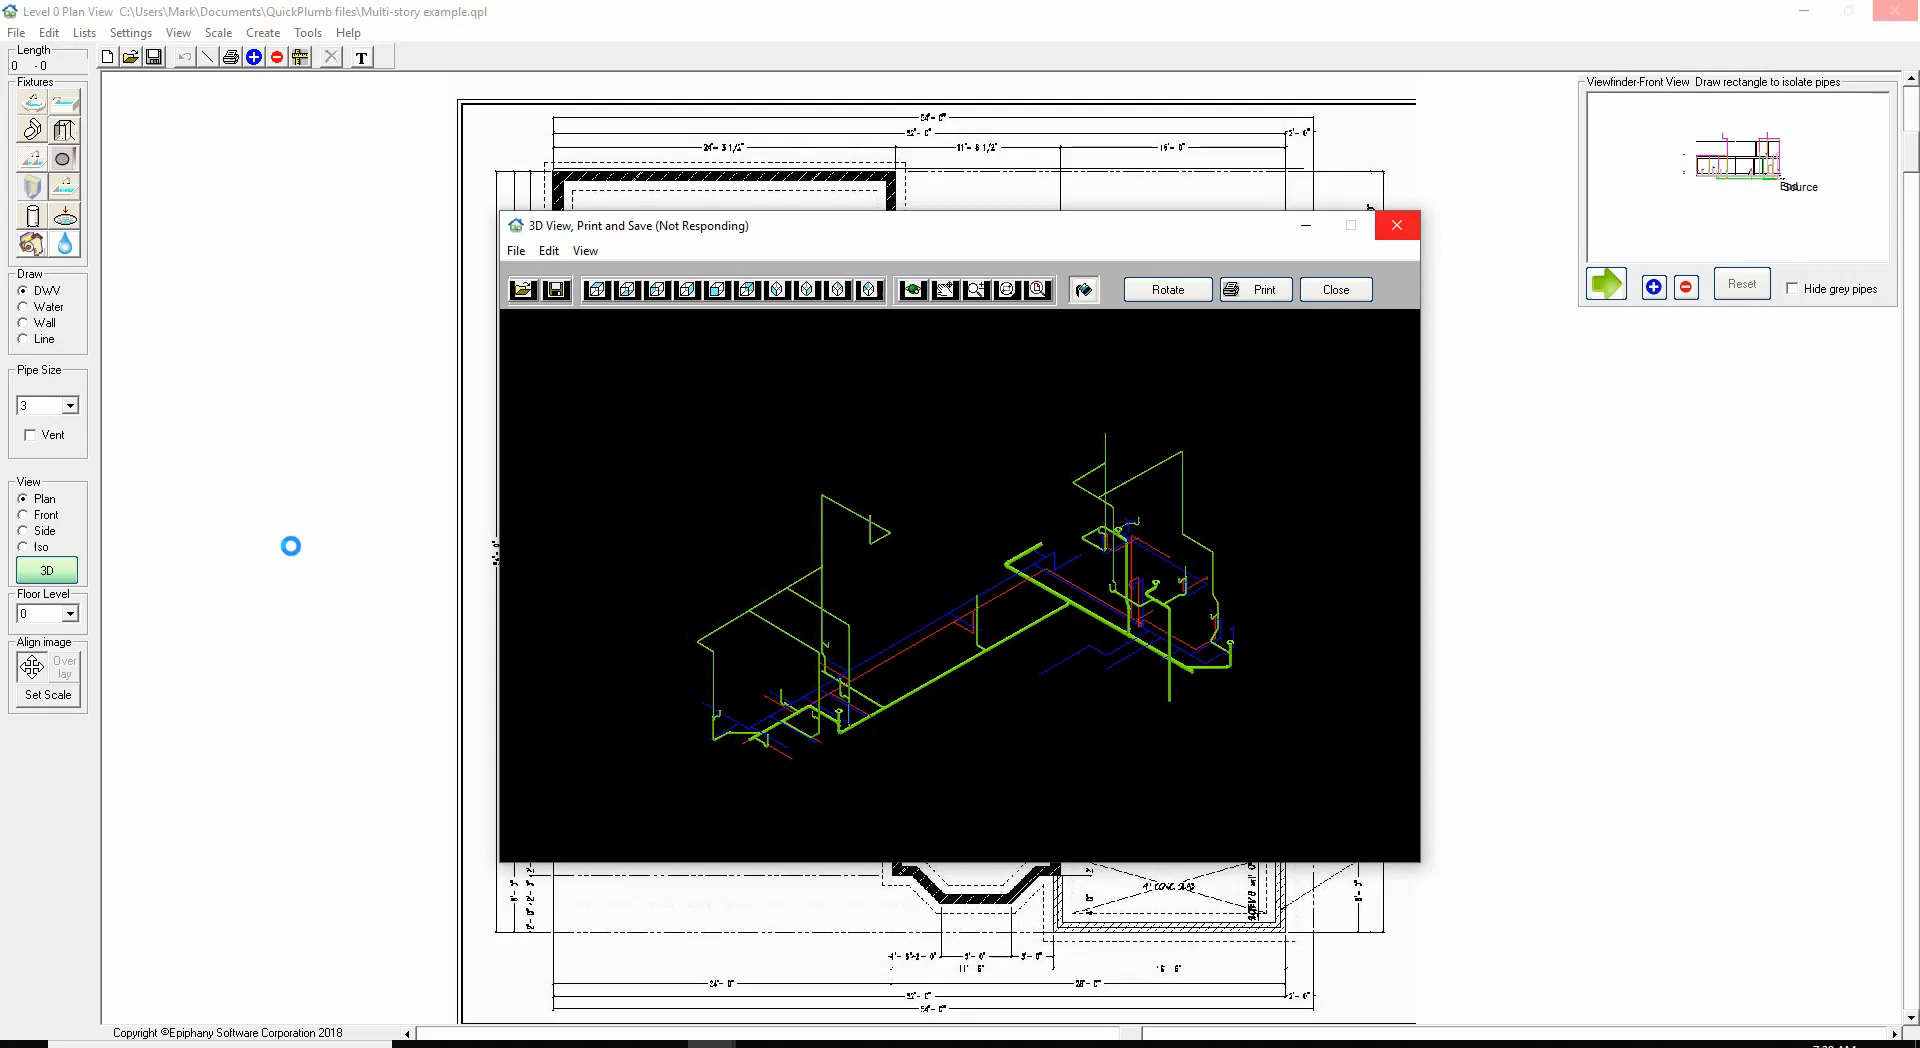 Level 0 Plan View  C:\Users\Mark\Documents\QuickPlumb files\Multi-story example.qpl
File Edit Lists Settings View Scale Create Tools Help
Length
0 -0
T
Fixtures
Viewfinder-Front View  Draw rectangle to isolate pipes
Source
Reset
Hide grey pipes
Draw
DWV
Water
Wall
Line
Pipe Size
3
Vent
View
Plan
Front
Side
Iso
3D
Floor Level
0
Align image
Over
lay
Set Scale
3D View, Print and Save (Not Responding)
File Edit View
Rotate
Print
Close
Copyright ©Epiphany Software Corporation 2018